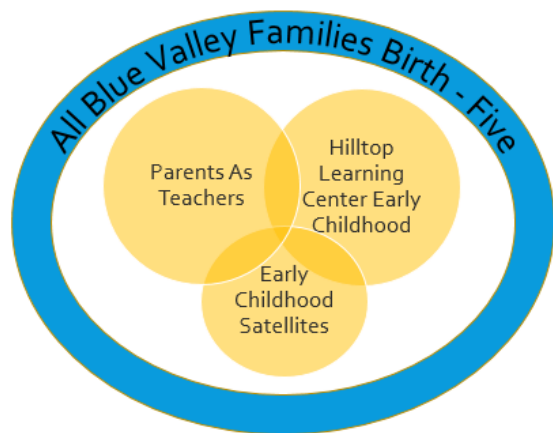 All Blue Valley Families Birth - Five
Parents As
Teachers
Hilltop
Learning
Center Early
Childhood
Early
Childhood
Satellites